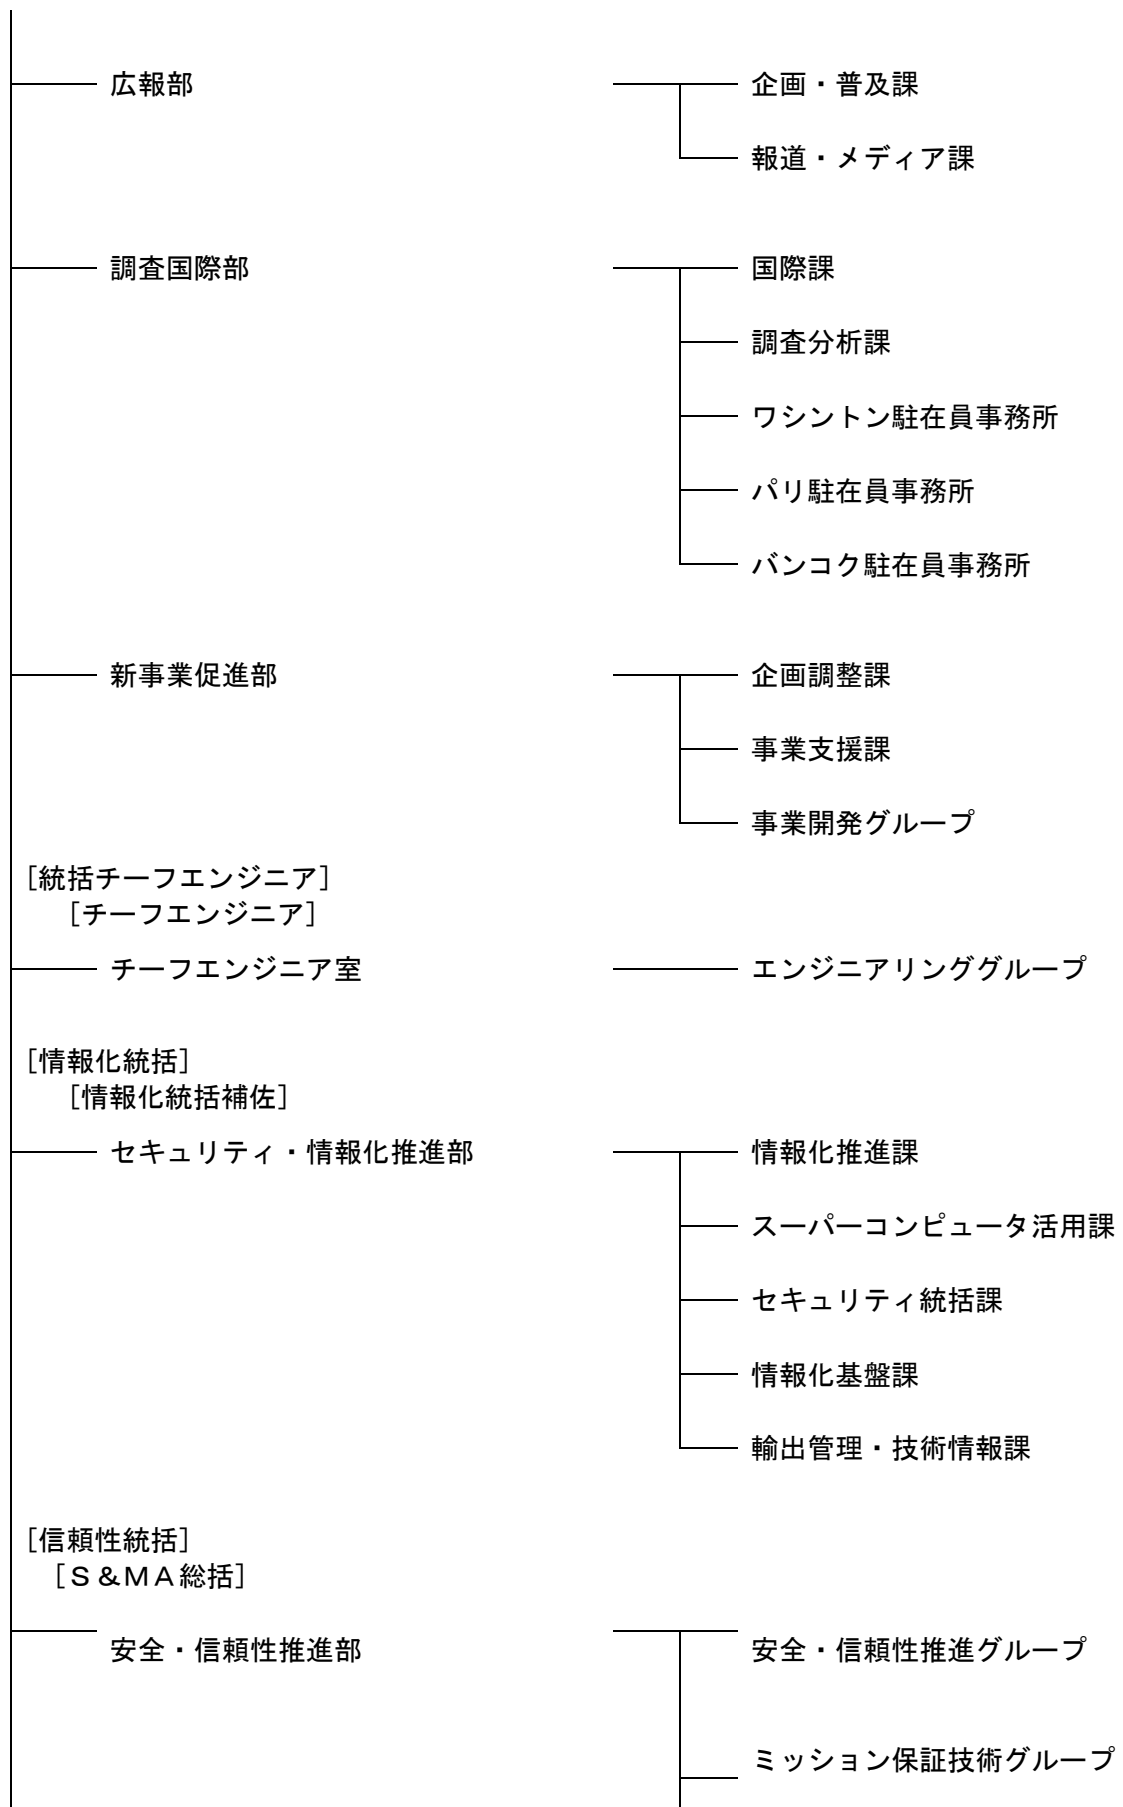 広報部 企画・普及課
報道・メディア課
調査国際部 国際課
調査分析課
ワシントン駐在員事務所
パリ駐在員事務所
バンコク駐在員事務所
新事業促進部 企画調整課
事業支援課
事業開発グループ
[統括チーフエンジニア]
[チーフエンジニア]
チーフエンジニア室 エンジニアリンググループ
[情報化統括]
[情報化統括補佐]
セキュリティ・情報化推進部 情報化推進課
スーパーコンピュータ活用課
セキュリティ統括課
情報化基盤課
輸出管理・技術情報課
[信頼性統括]
[Ｓ&ＭＡ総括]
安全・信頼性推進部 安全・信頼性推進グループ
ミッション保証技術グループ